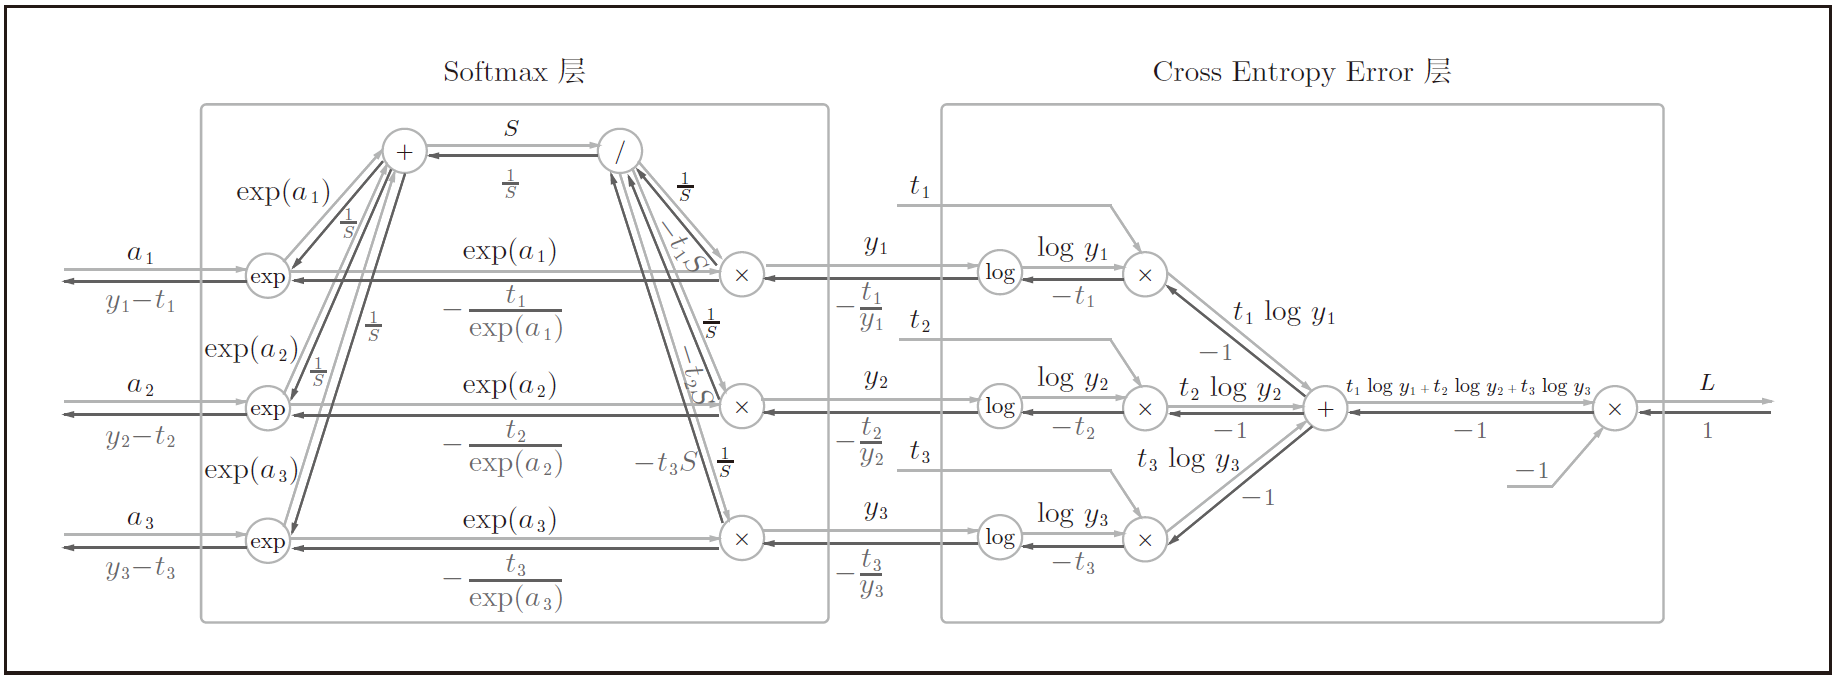 Softmax 层
Cross Entropy Error 层
+
S
/
1/S
exp(a1)
1/S
1/S
t1
−t1S
a1
exp
exp(a1)
×
y1
log
log y1
×
y1−t1
− t1/exp(a1)
− t1/y1
−t1
t1 log y1
1/S
1/S
t2
−1
exp(a2)
1/S
−t2S
a2
exp
exp(a2)
×
y2
log
log y2
×
t2 log y2
+
t1 log y1 + t2 log y2 + t3 log y3
×
L
y2−t2
− t2/exp(a2)
− t2/y2
−t2
−1
−1
1
exp(a3)
−t3S
1/S
t3
t3 log y3
−1
−1
a3
exp
exp(a3)
×
y3
log
log y3
×
y3−t3
− t3/exp(a3)
− t3/y3
−t3